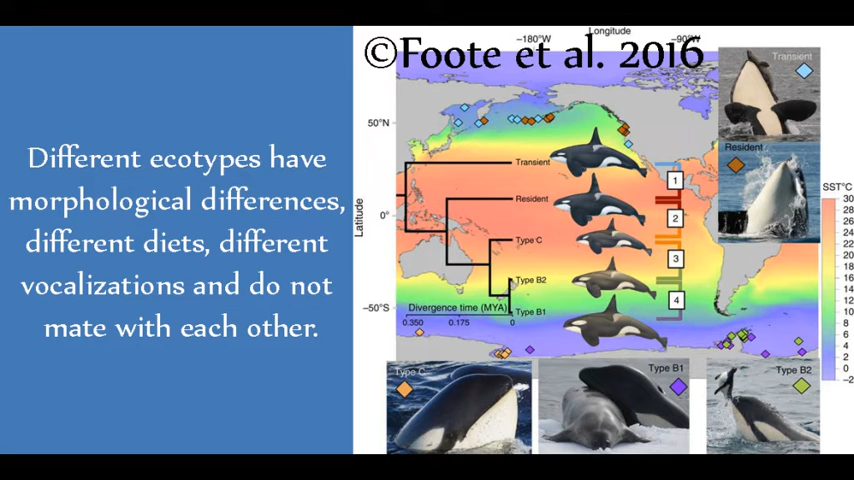 Different ecotypes have
morphological differences,
different diets, different
vocalizations and do not
mate with each other.
Longitude
-180°W
-90°W
©Foote et al. 2016
Transient
50°N
Transient
1
Resident
SST°C
Resident
2
Latitude
0°
Type C
3
Type B2
4
-50°S
Divergence time (MYA)
Type B1
0.350
0.175
0
30
28
26
24
22
20
18
16
14
12
10
8
6
4
2
0
-2
Type C
Type B1
Type B2